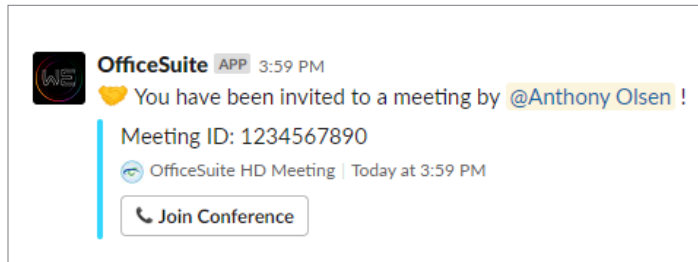 WE
OfficeSuite APP 3:59 PM
🤝 You have been invited to a meeting by @Anthony Olsen !
Meeting ID: 1234567890
OfficeSuite HD Meeting | Today at 3:59 PM
📞 Join Conference